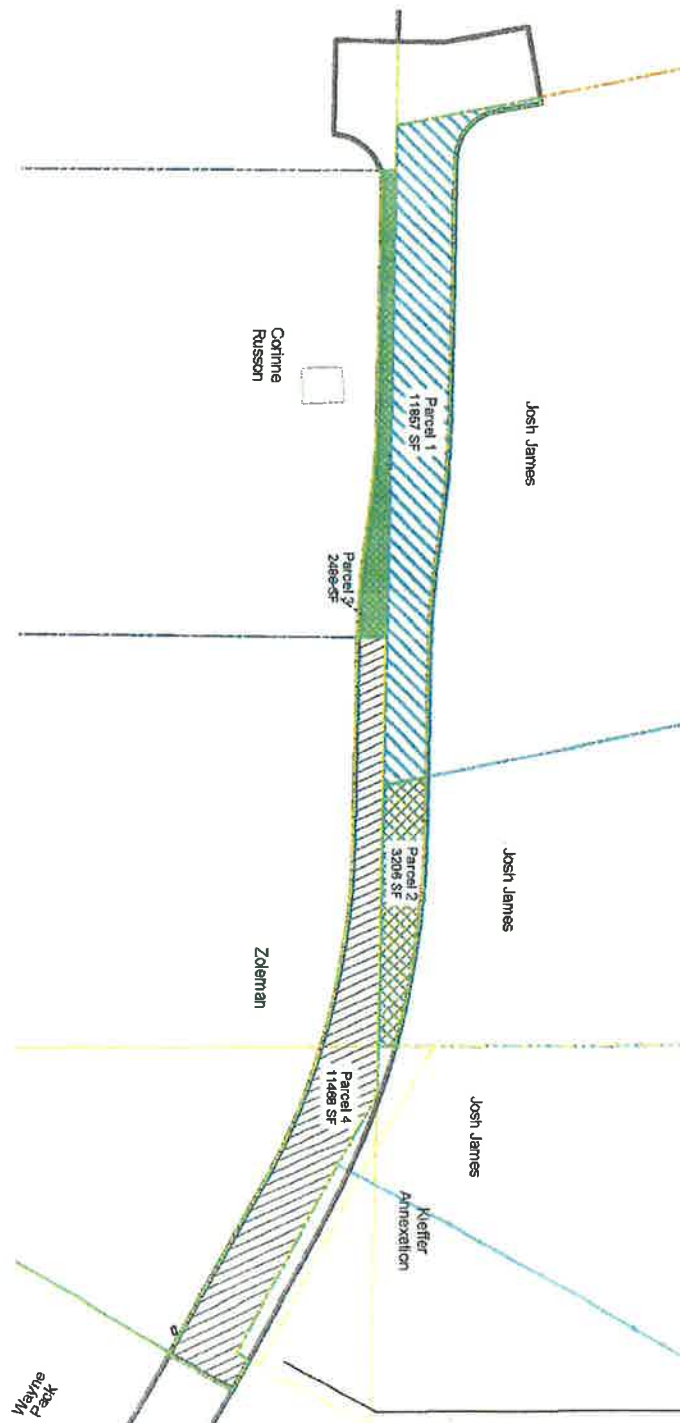 Corinne
Russon
Josh James
Parcel 1
11857 SF
Parcel 3
2488 SF
Josh James
Parcel 2
3206 SF
Zoleman
Parcel 4
11468 SF
Josh James
Kieffer
Annexation
Wayne
Pack